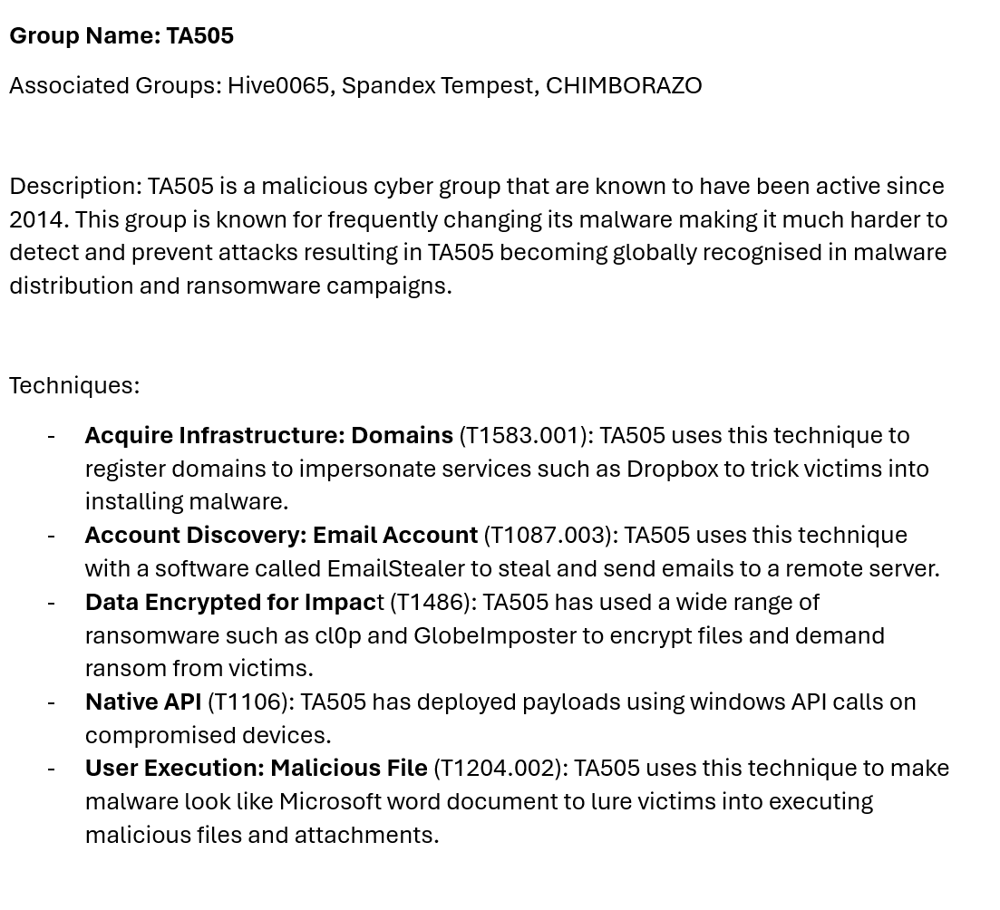 Group Name: TA505
Associated Groups: Hive0065, Spandex Tempest, CHIMBORAZO
Description: TA505 is a malicious cyber group that are known to have been active since
2014. This group is known for frequently changing its malware making it much harder to
detect and prevent attacks resulting in TA505 becoming globally recognised in malware
distribution and ransomware campaigns.
Techniques:
- Acquire Infrastructure: Domains (T1583.001): TA505 uses this technique to
register domains to impersonate services such as Dropbox to trick victims into
installing malware.
- Account Discovery: Email Account (T1087.003): TA505 uses this technique
with a software called EmailStealer to steal and send emails to a remote server.
- Data Encrypted for Impact (T1486): TA505 has used a wide range of
ransomware such as cl0p and GlobeImposter to encrypt files and demand
ransom from victims.
- Native API (T1106): TA505 has deployed payloads using windows API calls on
compromised devices.
- User Execution: Malicious File (T1204.002): TA505 uses this technique to make
malware look like Microsoft word document to lure victims into executing
malicious files and attachments.